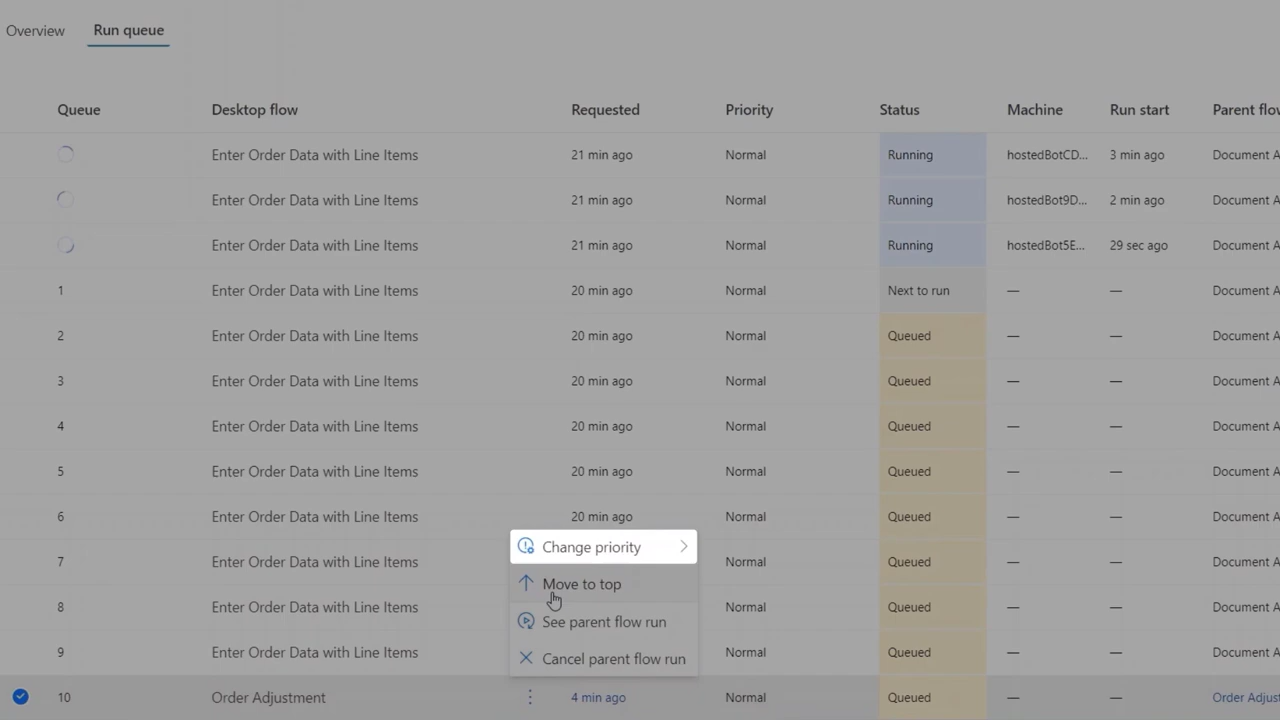 Overview Run queue
Queue Desktop flow Requested Priority Status Machine Run start Parent flow
Enter Order Data with Line Items 21 min ago Normal Running hostedBotCD... 3 min ago Document A
Enter Order Data with Line Items 21 min ago Normal Running hostedBot9D... 2 min ago Document A
Enter Order Data with Line Items 21 min ago Normal Running hostedBot5E... 29 sec ago Document A
1 Enter Order Data with Line Items 20 min ago Normal Next to run — — Document A
2 Enter Order Data with Line Items 20 min ago Normal Queued — — Document A
3 Enter Order Data with Line Items 20 min ago Normal Queued — — Document A
4 Enter Order Data with Line Items 20 min ago Normal Queued — — Document A
5 Enter Order Data with Line Items 20 min ago Normal Queued — — Document A
6 Enter Order Data with Line Items 20 min ago Normal Queued — — Document A
Change priority
7 Enter Order Data with Line Items Normal Queued — — Document A
Move to top
8 Enter Order Data with Line Items Normal Queued — — Document A
See parent flow run
9 Enter Order Data with Line Items Normal Queued — — Document A
Cancel parent flow run
10 Order Adjustment 4 min ago Normal Queued — — Order Adjus